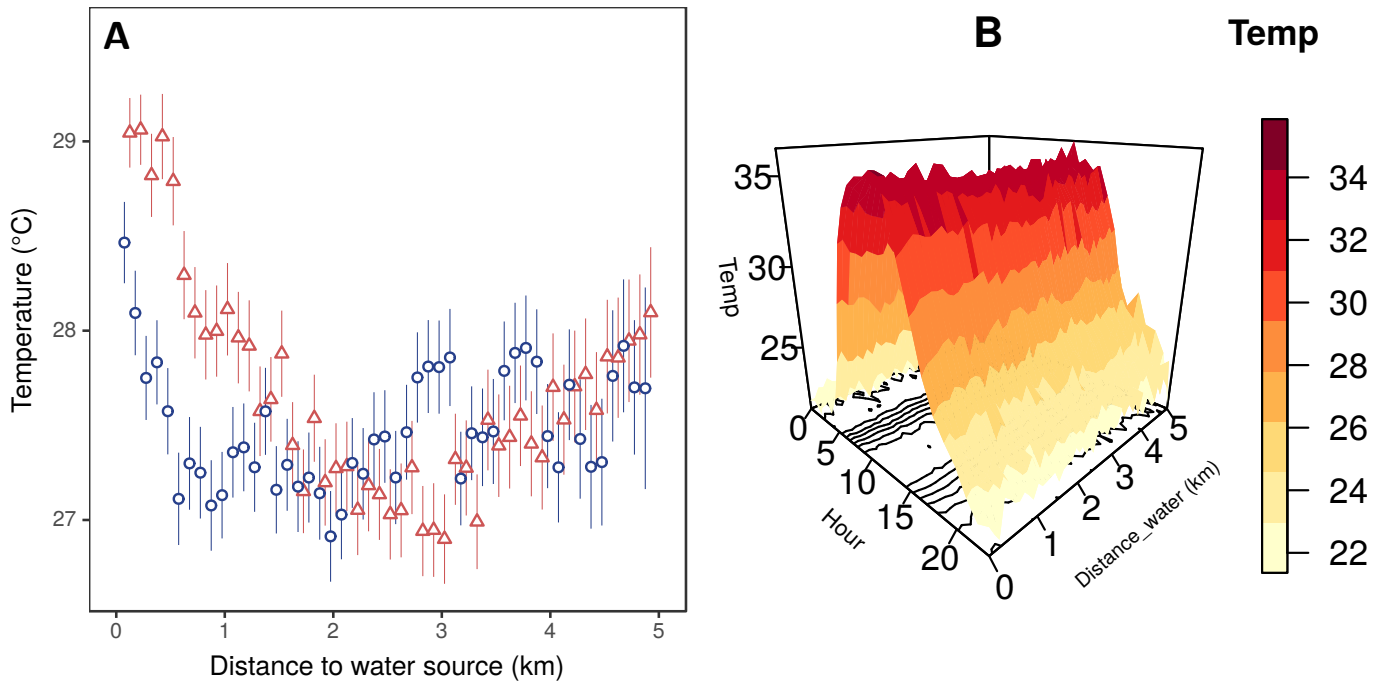 A
29
28
27
Temperature (°C)
0 1 2 3 4 5
Distance to water source (km)
B
35
30
25
Temp
0 5 10 15 20
Hour
0 1 2 3 4 5
Distance_water (km)
Temp
34
32
30
28
26
24
22